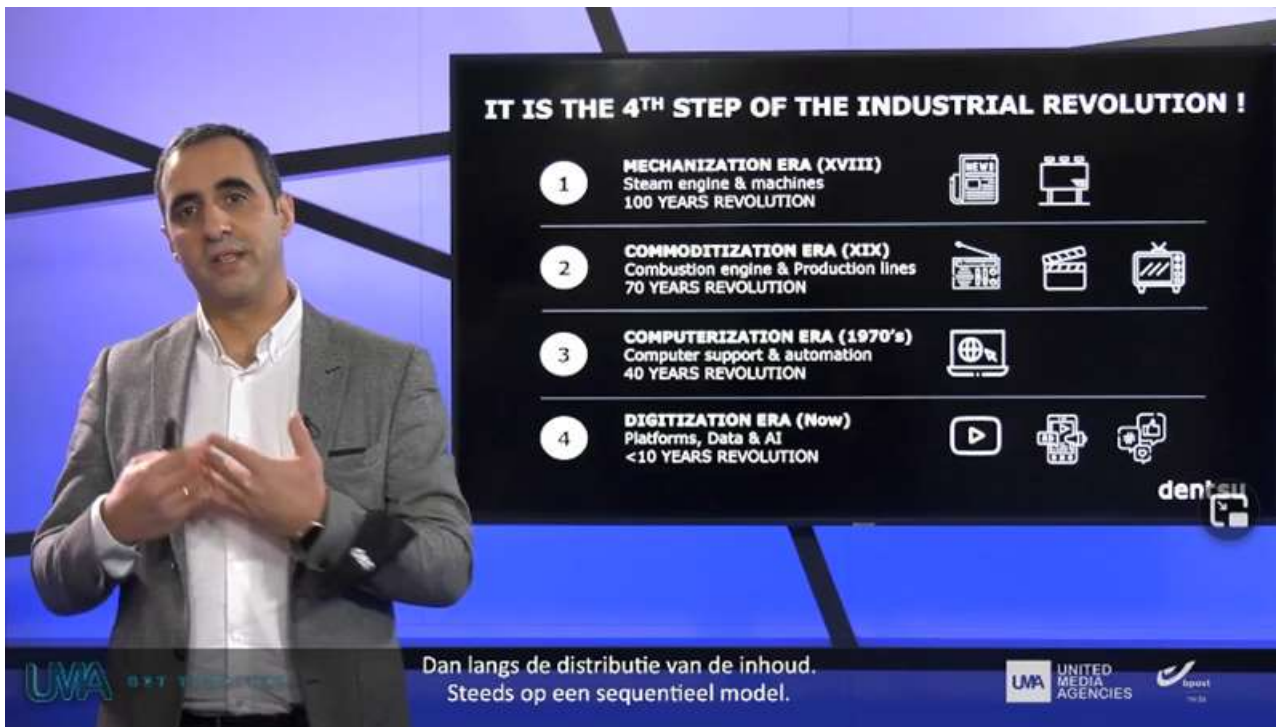 IT IS THE 4TH STEP OF THE INDUSTRIAL REVOLUTION !
1
MECHANIZATION ERA (XVIII)
Steam engine & machines
100 YEARS REVOLUTION
NEWS
2
COMMODITIZATION ERA (XIX)
Combustion engine & Production lines
70 YEARS REVOLUTION
3
COMPUTERIZATION ERA (1970's)
Computer support & automation
40 YEARS REVOLUTION
4
DIGITIZATION ERA (Now)
Platforms, Data & AI
<10 YEARS REVOLUTION
dentsu
Dan langs de distributie van de inhoud.
Steeds op een sequentieel model.
UMA
UMA
UNITED
MEDIA
AGENCIES
bpost